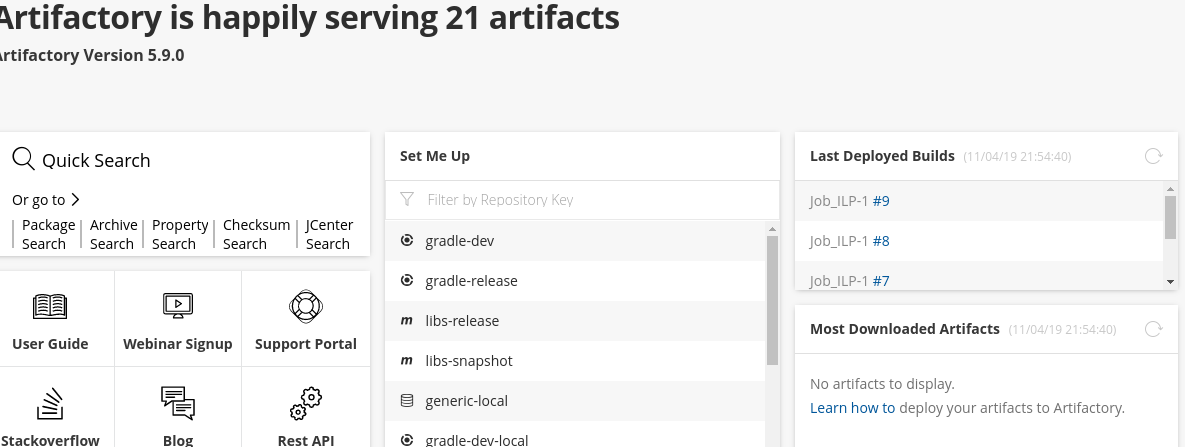 Artifactory is happily serving 21 artifacts
Artifactory Version 5.9.0
Quick Search
Or go to
Package Search
Archive Search
Property Search
Checksum Search
JCenter Search
User Guide
Webinar Signup
Support Portal
Stackoverflow
Blog
Rest API
Set Me Up
Filter by Repository Key
gradle-dev
gradle-release
libs-release
libs-snapshot
generic-local
gradle-dev-local
Last Deployed Builds (11/04/19 21:54:40)
Job_ILP-1 #9
Job_ILP-1 #8
Job_ILP-1 #7
Most Downloaded Artifacts (11/04/19 21:54:40)
No artifacts to display.
Learn how to deploy your artifacts to Artifactory.